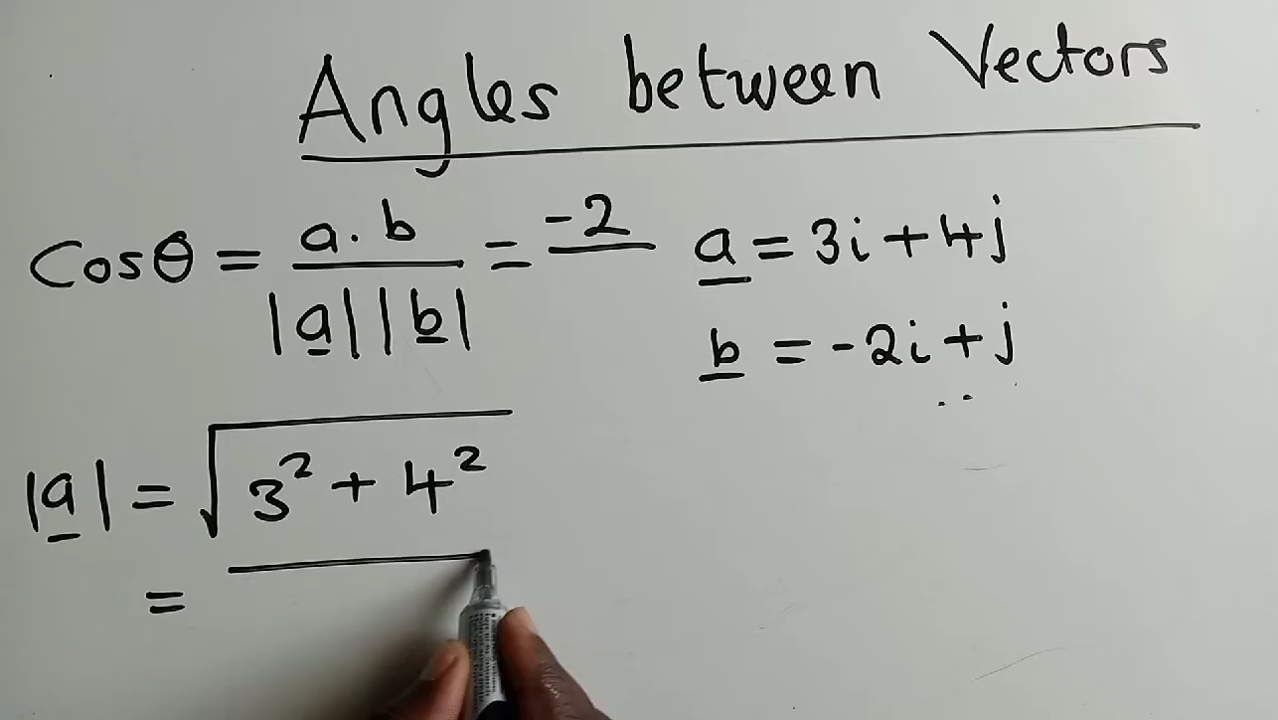 Angles between Vectors
Cosθ = a . b / |a| |b| = -2
a = 3i + 4j
b = -2i + j
|a| = √3² + 4²
=